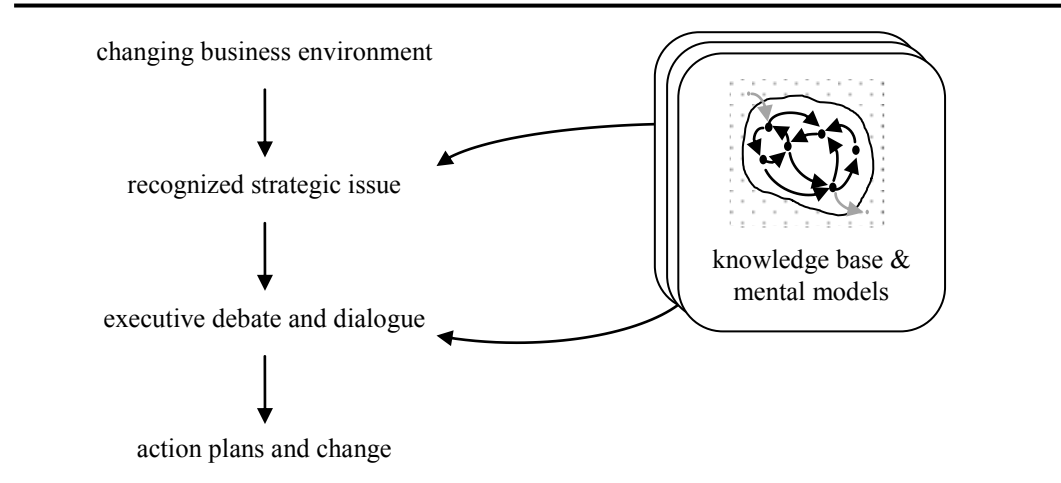 changing business environment
recognized strategic issue
knowledge base &
mental models
executive debate and dialogue
action plans and change